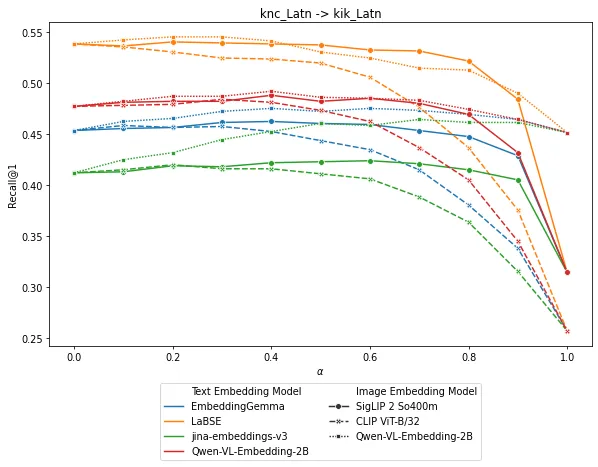 knc_Latn -> kik_Latn
Recall@1
0.55
0.50
0.45
0.40
0.35
0.30
0.25
0.0 0.2 0.4 0.6 0.8 1.0
α
Text Embedding Model
EmbeddingGemma
LaBSE
jina-embeddings-v3
Qwen-VL-Embedding-2B
Image Embedding Model
SigLIP 2 So400m
CLIP ViT-B/32
Qwen-VL-Embedding-2B